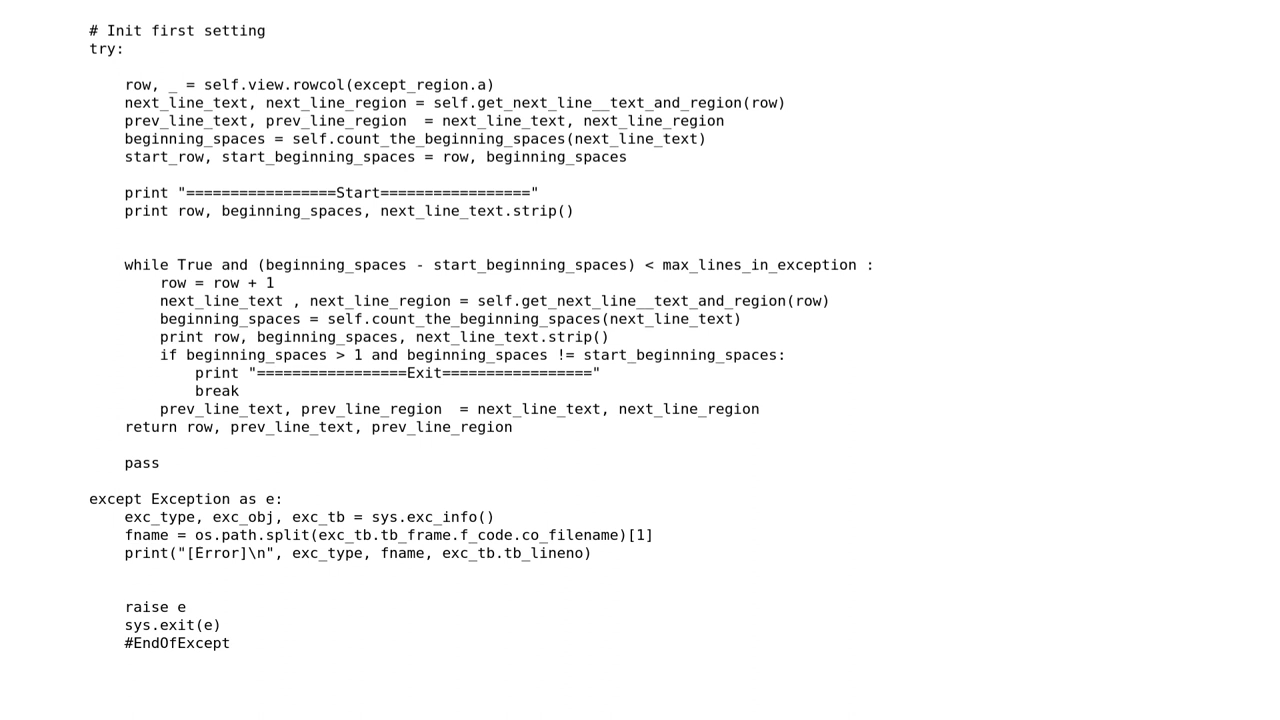 # Init first setting
try:

    row, _ = self.view.rowcol(except_region.a)
    next_line_text, next_line_region = self.get_next_line__text_and_region(row)
    prev_line_text, prev_line_region  = next_line_text, next_line_region
    beginning_spaces = self.count_the_beginning_spaces(next_line_text)
    start_row, start_beginning_spaces = row, beginning_spaces

    print "=================Start================="
    print row, beginning_spaces, next_line_text.strip()


    while True and (beginning_spaces - start_beginning_spaces) < max_lines_in_exception :
        row = row + 1
        next_line_text , next_line_region = self.get_next_line__text_and_region(row)
        beginning_spaces = self.count_the_beginning_spaces(next_line_text)
        print row, beginning_spaces, next_line_text.strip()
        if beginning_spaces > 1 and beginning_spaces != start_beginning_spaces:
            print "=================Exit================="
            break
        prev_line_text, prev_line_region  = next_line_text, next_line_region
    return row, prev_line_text, prev_line_region

    pass

except Exception as e:
    exc_type, exc_obj, exc_tb = sys.exc_info()
    fname = os.path.split(exc_tb.tb_frame.f_code.co_filename)[1]
    print("[Error]\n", exc_type, fname, exc_tb.tb_lineno)


    raise e
    sys.exit(e)
    #EndOfExcept